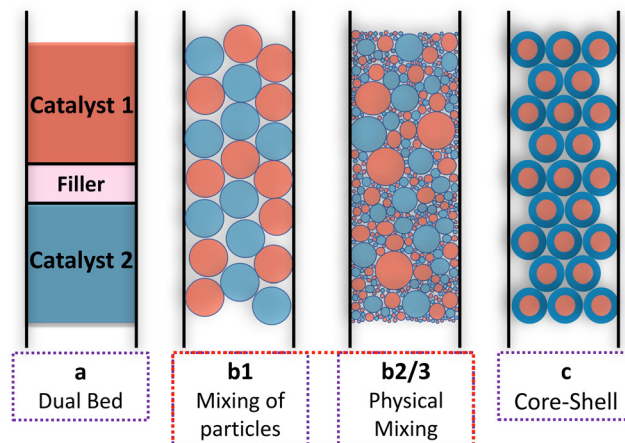 Catalyst 1
Filler
Catalyst 2
a
Dual Bed
b1
Mixing of
particles
b2/3
Physical
Mixing
c
Core-Shell